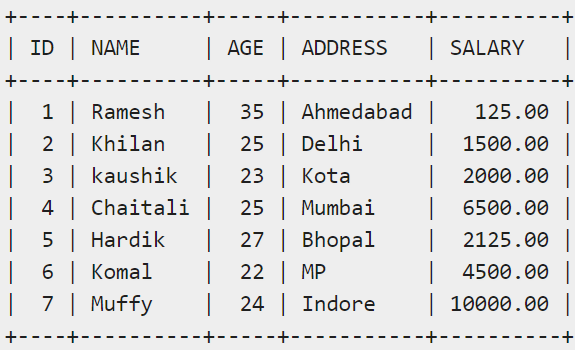 +----+----------+-----+-----------+----------+
| ID | NAME     | AGE | ADDRESS   | SALARY   |
+----+----------+-----+-----------+----------+
|  1 | Ramesh   |  35 | Ahmedabad |   125.00 |
|  2 | Khilan   |  25 | Delhi     |  1500.00 |
|  3 | kaushik  |  23 | Kota      |  2000.00 |
|  4 | Chaitali |  25 | Mumbai    |  6500.00 |
|  5 | Hardik   |  27 | Bhopal    |  2125.00 |
|  6 | Komal    |  22 | MP        |  4500.00 |
|  7 | Muffy    |  24 | Indore    | 10000.00 |
+----+----------+-----+-----------+----------+